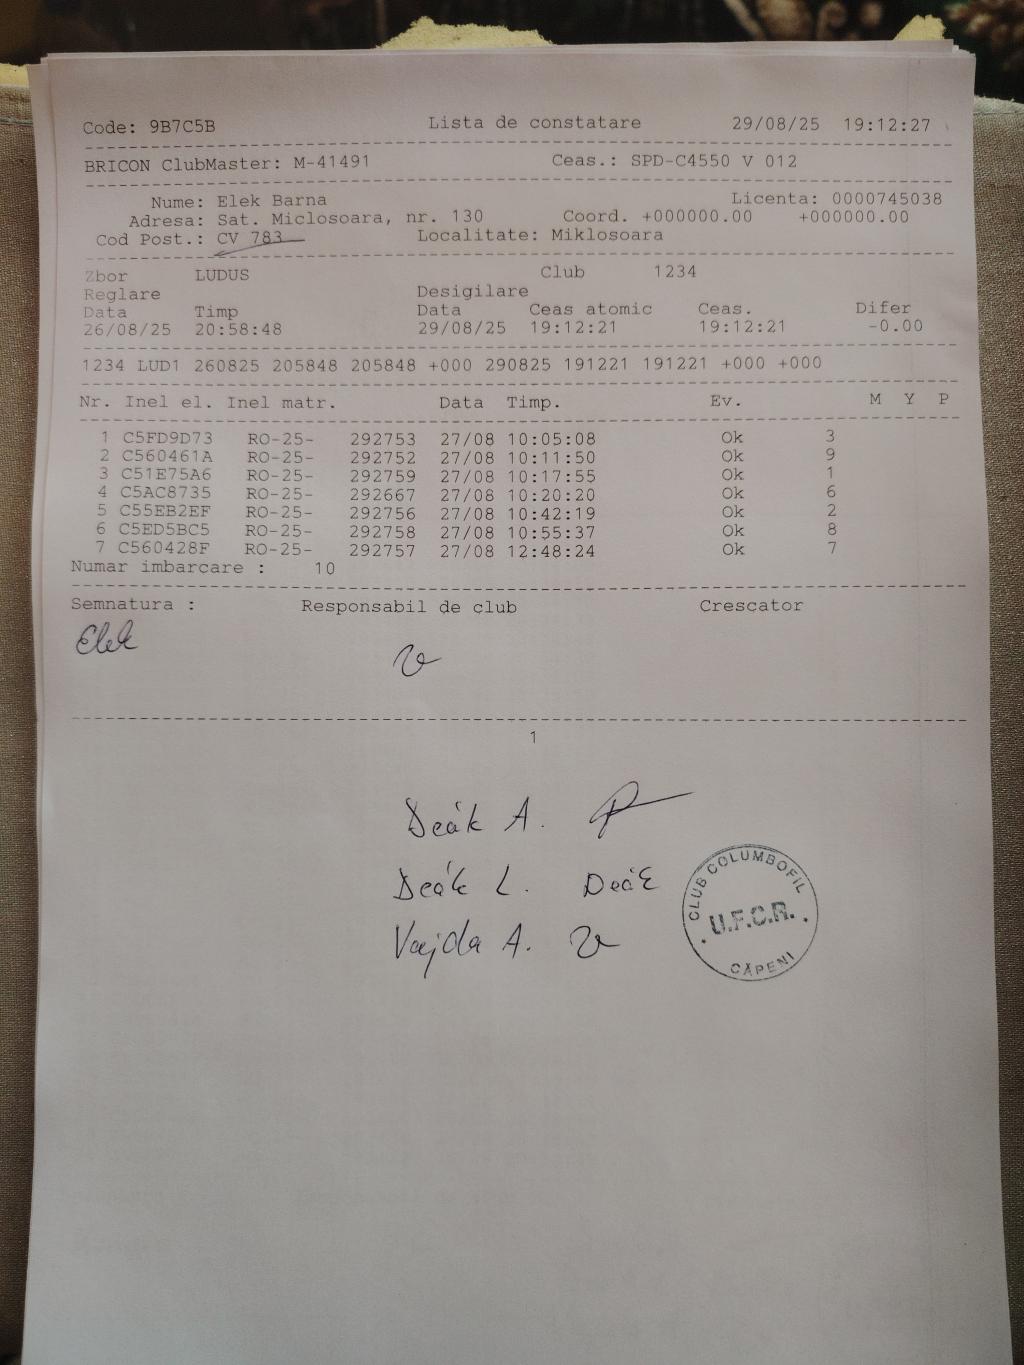 Code: 9B7C5B Lista de constatare 29/08/25 19:12:27
BRICON ClubMaster: M-41491 Ceas.: SPD-C4550 V 012
Nume: Elek Barna Licenta: 0000745038
Adresa: Sat. Miclosoara, nr. 130 Coord. +000000.00 +000000.00
Cod Post.: CV 783 Localitate: Miklosoara
Zbor LUDUS Club 1234
Reglare Desigilare
Data Timp Data Ceas atomic Ceas. Difer
26/08/25 20:58:48 29/08/25 19:12:21 19:12:21 -0.00
1234 LUD1 260825 205848 205848 +000 290825 191221 191221 +000 +000
Nr. Inel el. Inel matr. Data Timp. Ev. M Y P
1 C5FD9D73 RO-25- 292753 27/08 10:05:08 Ok 3
2 C560461A RO-25- 292752 27/08 10:11:50 Ok 9
3 C51E75A6 RO-25- 292759 27/08 10:17:55 Ok 1
4 C5AC8735 RO-25- 292667 27/08 10:20:20 Ok 6
5 C55EB2EF RO-25- 292756 27/08 10:42:19 Ok 2
6 C5ED5BC5 RO-25- 292758 27/08 10:55:37 Ok 8
7 C560428F RO-25- 292757 27/08 12:48:24 Ok 7
Numar imbarcare : 10
Semnatura : Responsabil de club Crescator
Elek
1
Deák A.
Deák L. Deák
Vajda A.
CLUB COLUMBOFIL
U.F.C.R.
CĂPENI